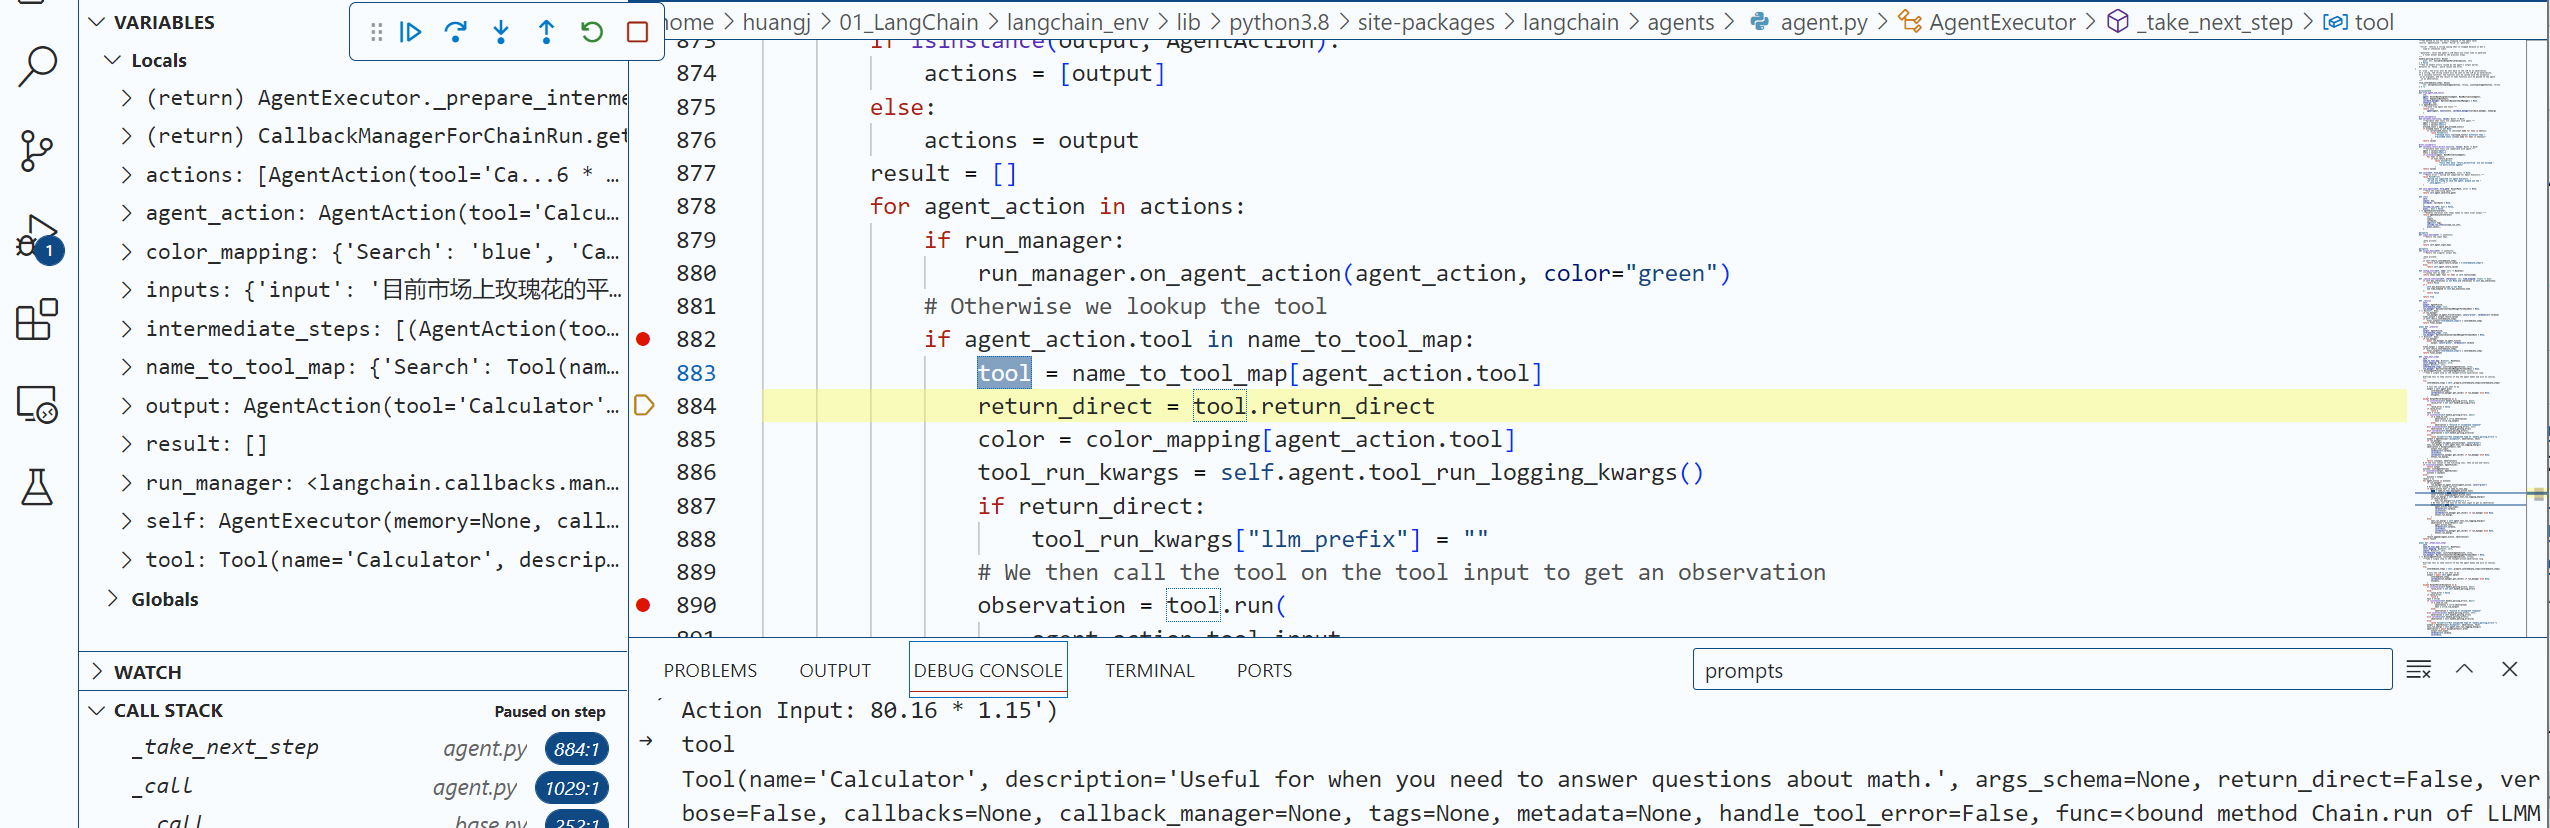 VARIABLES
Locals
(return) AgentExecutor._prepare_interme
(return) CallbackManagerForChainRun.get
actions: [AgentAction(tool='Ca...6 * ...
agent_action: AgentAction(tool='Calcu...
color_mapping: {'Search': 'blue', 'Ca...
inputs: {'input': '目前市场上玫瑰花的平...
intermediate_steps: [(AgentAction(too...
name_to_tool_map: {'Search': Tool(nam...
output: AgentAction(tool='Calculator'...
result: []
run_manager: <langchain.callbacks.man...
self: AgentExecutor(memory=None, call...
tool: Tool(name='Calculator', descrip...
Globals
WATCH
CALL STACK Paused on step
_take_next_step agent.py 884:1
_call agent.py 1029:1
call base.py 252:1
1
home > huangj > 01_LangChain > langchain_env > lib > python3.8 > site-packages > langchain > agents > agent.py > AgentExecutor > _take_next_step > tool
873 if isinstance(output, AgentAction):
874 actions = [output]
875 else:
876 actions = output
877 result = []
878 for agent_action in actions:
879 if run_manager:
880 run_manager.on_agent_action(agent_action, color="green")
881 # Otherwise we lookup the tool
882 if agent_action.tool in name_to_tool_map:
883 tool = name_to_tool_map[agent_action.tool]
884 return_direct = tool.return_direct
885 color = color_mapping[agent_action.tool]
886 tool_run_kwargs = self.agent.tool_run_logging_kwargs()
887 if return_direct:
888 tool_run_kwargs["llm_prefix"] = ""
889 # We then call the tool on the tool input to get an observation
890 observation = tool.run(
891 agent_action.tool_input
PROBLEMS OUTPUT DEBUG CONSOLE TERMINAL PORTS prompts
Action Input: 80.16 * 1.15')
tool
Tool(name='Calculator', description='Useful for when you need to answer questions about math.', args_schema=None, return_direct=False, ver
bose=False, callbacks=None, callback_manager=None, tags=None, metadata=None, handle_tool_error=False, func=<bound method Chain.run of LLMM